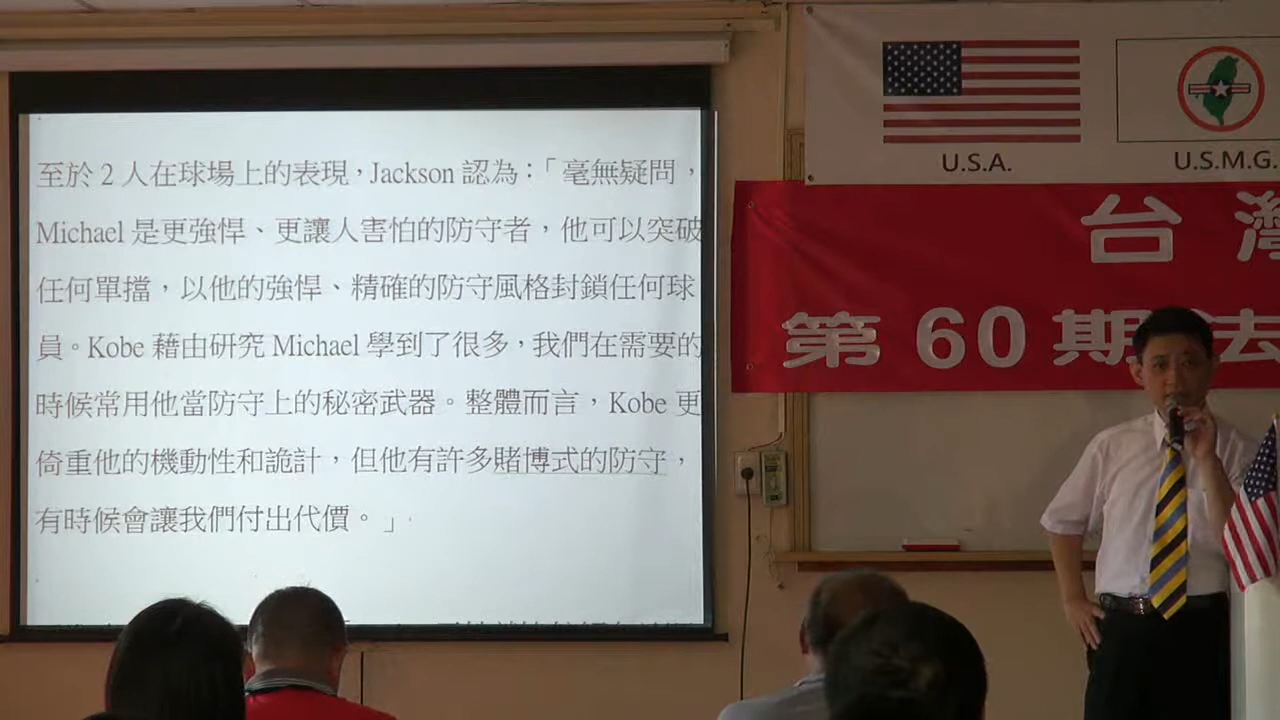 至於 2 人在球場上的表現，Jackson 認為：「毫無疑問，
Michael 是更強悍、更讓人害怕的防守者，他可以突破
任何單擋，以他的強悍、精確的防守風格封鎖任何球
員。Kobe 藉由研究 Michael 學到了很多，我們在需要的
時候常用他當防守上的秘密武器。整體而言，Kobe 更
倚重他的機動性和詭計，但他有許多賭博式的防守，
有時候會讓我們付出代價。」
U.S.A.
U.S.M.G.
台灣
第 60 期 法